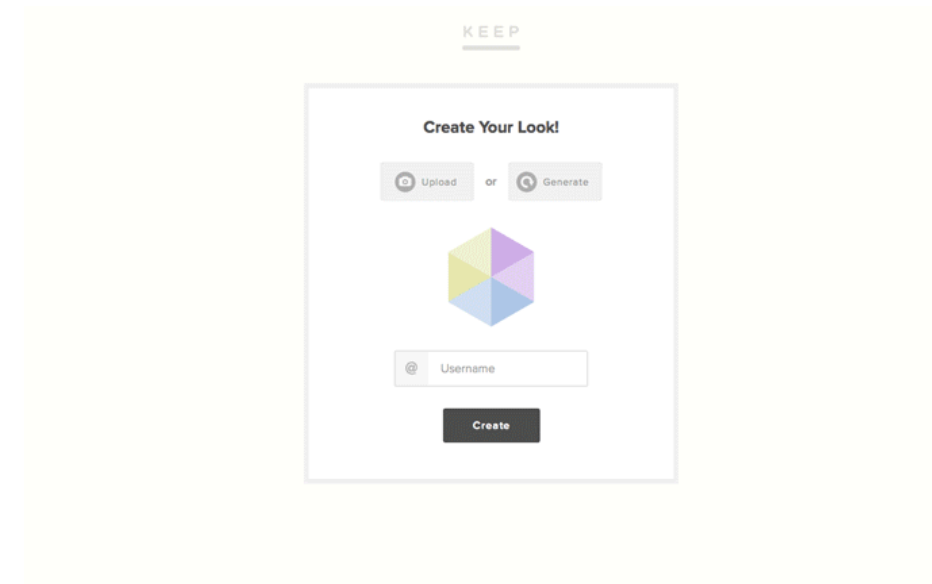 KEEP
Create Your Look!
Upload or Generate
@ Username
Create